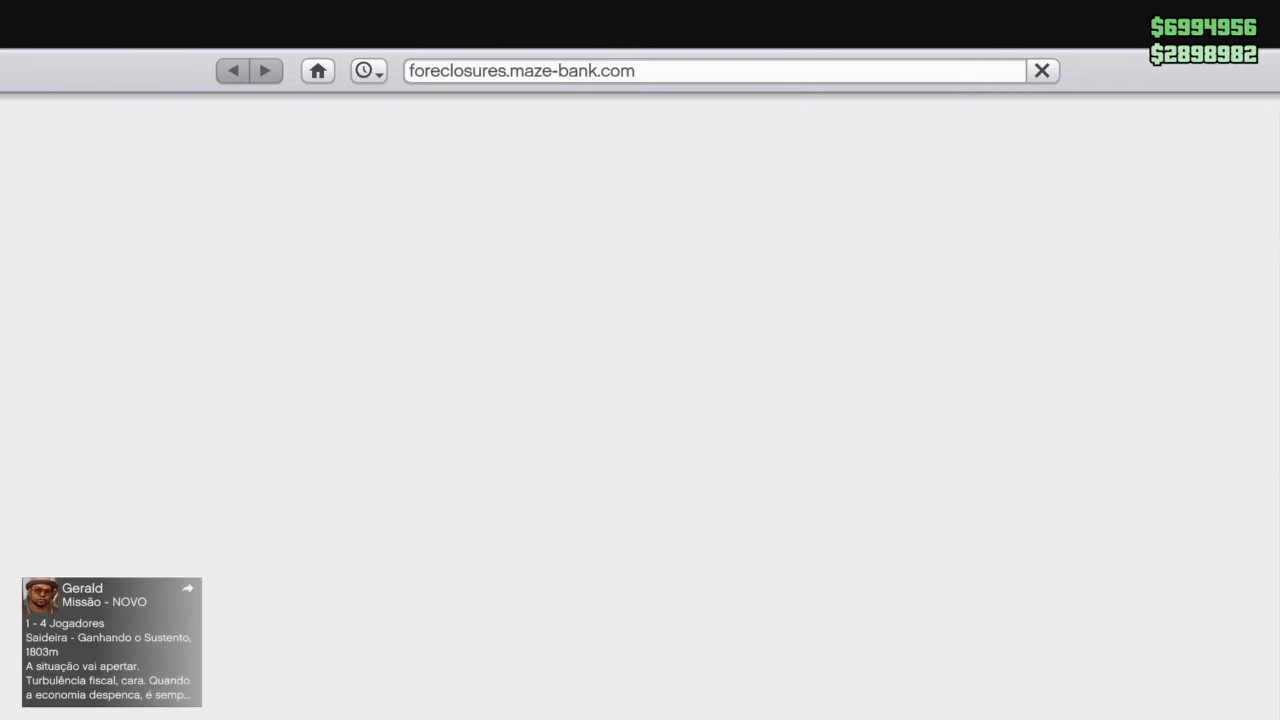 $6994956
$2898982
foreclosures.maze-bank.com
Gerald
Missão - NOVO
1 - 4 Jogadores
Saideira - Ganhando o Sustento,
1803m
A situação vai apertar.
Turbulência fiscal, cara. Quando
a economia despenca, é semp...